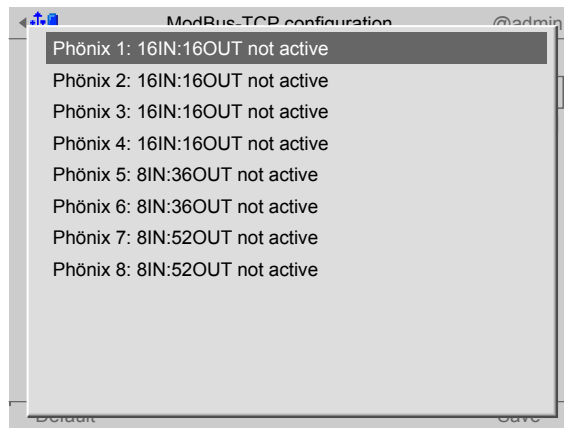 ModBus-TCP configuration @admin
Phönix 1: 16IN:16OUT not active
Phönix 2: 16IN:16OUT not active
Phönix 3: 16IN:16OUT not active
Phönix 4: 16IN:16OUT not active
Phönix 5: 8IN:36OUT not active
Phönix 6: 8IN:36OUT not active
Phönix 7: 8IN:52OUT not active
Phönix 8: 8IN:52OUT not active
Default Save